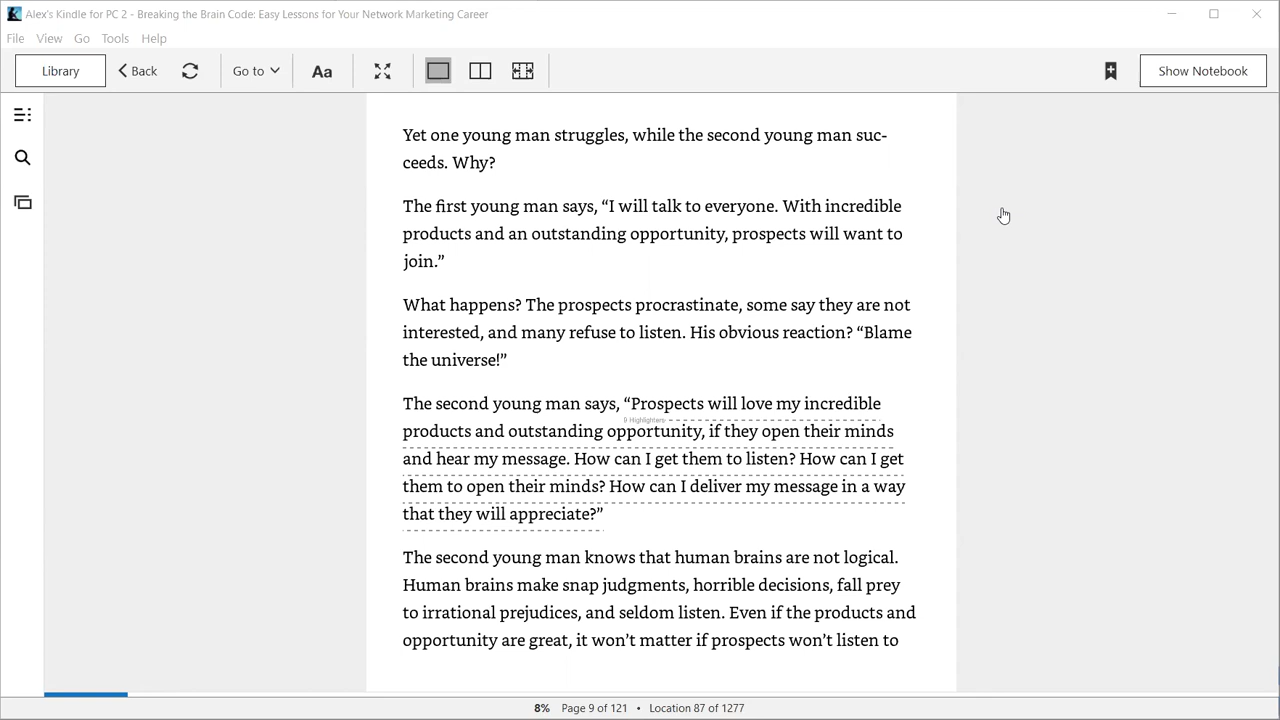 Alex's Kindle for PC 2 - Breaking the Brain Code: Easy Lessons for Your Network Marketing Career
File View Go Tools Help
Library Back Go to Aa Show Notebook
Yet one young man struggles, while the second young man suc-
ceeds. Why?
The first young man says, “I will talk to everyone. With incredible
products and an outstanding opportunity, prospects will want to
join.”
What happens? The prospects procrastinate, some say they are not
interested, and many refuse to listen. His obvious reaction? “Blame
the universe!”
The second young man says, “Prospects will love my incredible
Highlighters
products and outstanding opportunity, if they open their minds
and hear my message. How can I get them to listen? How can I get
them to open their minds? How can I deliver my message in a way
that they will appreciate?”
The second young man knows that human brains are not logical.
Human brains make snap judgments, horrible decisions, fall prey
to irrational prejudices, and seldom listen. Even if the products and
opportunity are great, it won’t matter if prospects won’t listen to
8% Page 9 of 121 • Location 87 of 1277